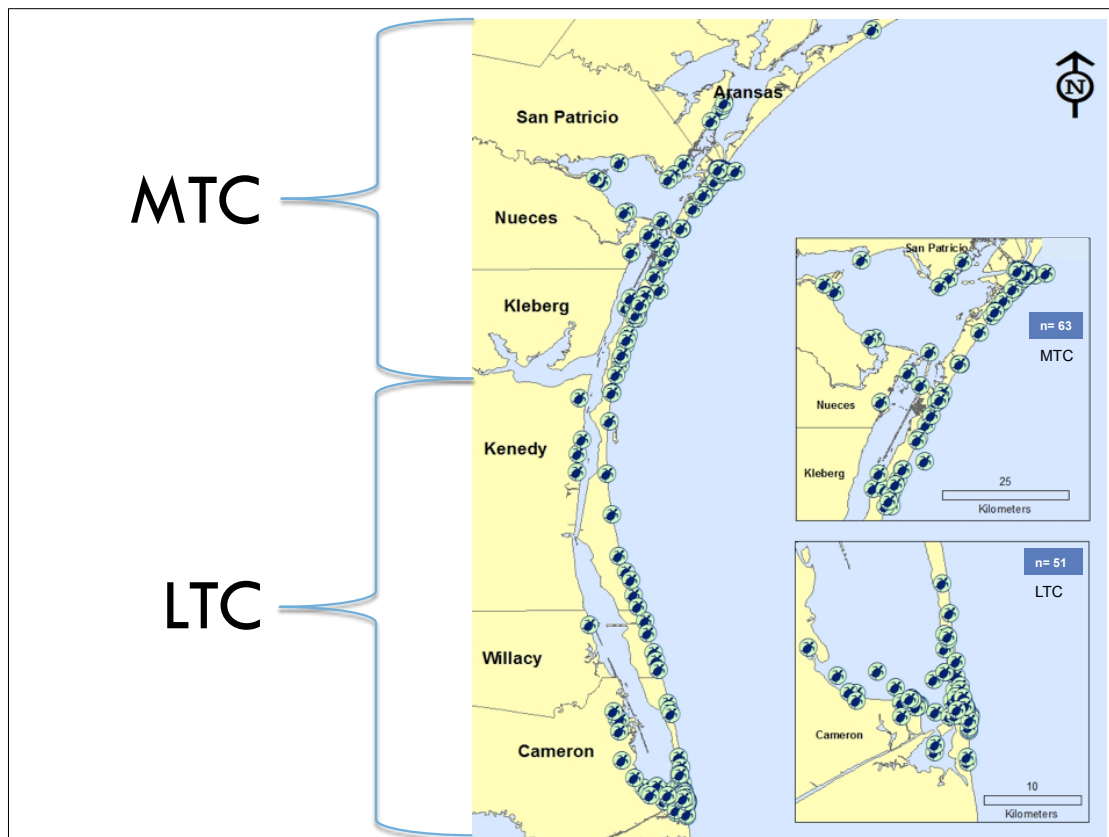 MTC
LTC
Aransas
San Patricio
Nueces
Kleberg
Kenedy
Willacy
Cameron
N
San Patricio
n= 63
MTC
Nueces
Kleberg
25
Kilometers
n= 51
LTC
Cameron
10
Kilometers